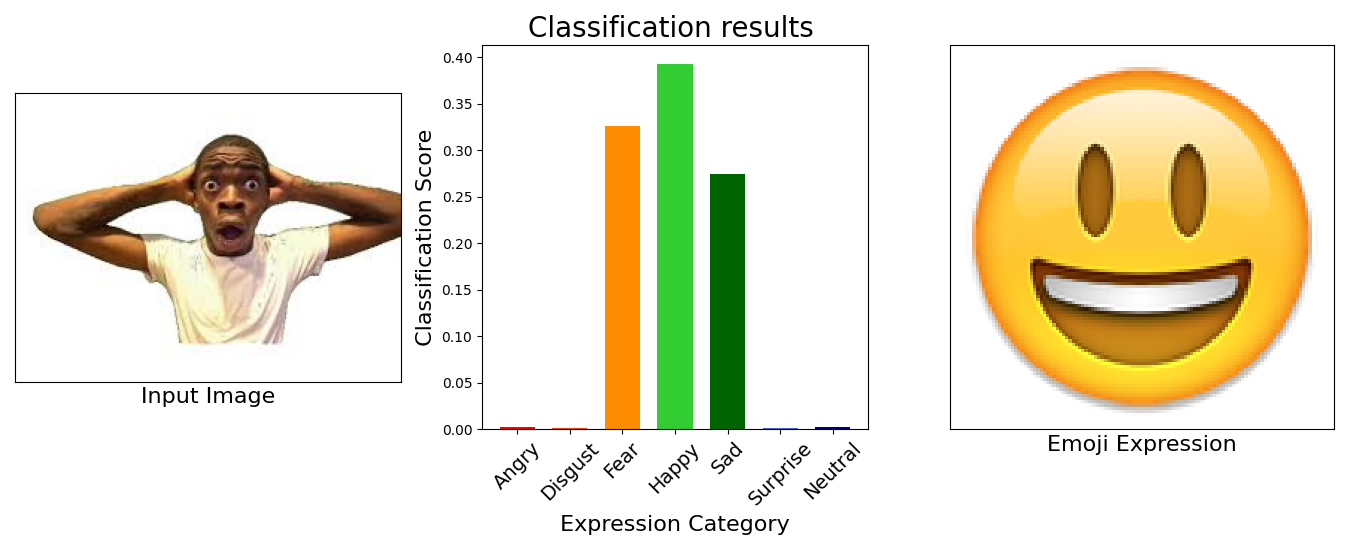 Classification results
0.40
0.35
0.30
0.25
0.20
0.15
0.10
0.05
0.00
Classification Score
Angry
Disgust
Fear
Happy
Sad
Surprise
Neutral
Expression Category
Input Image
Emoji Expression